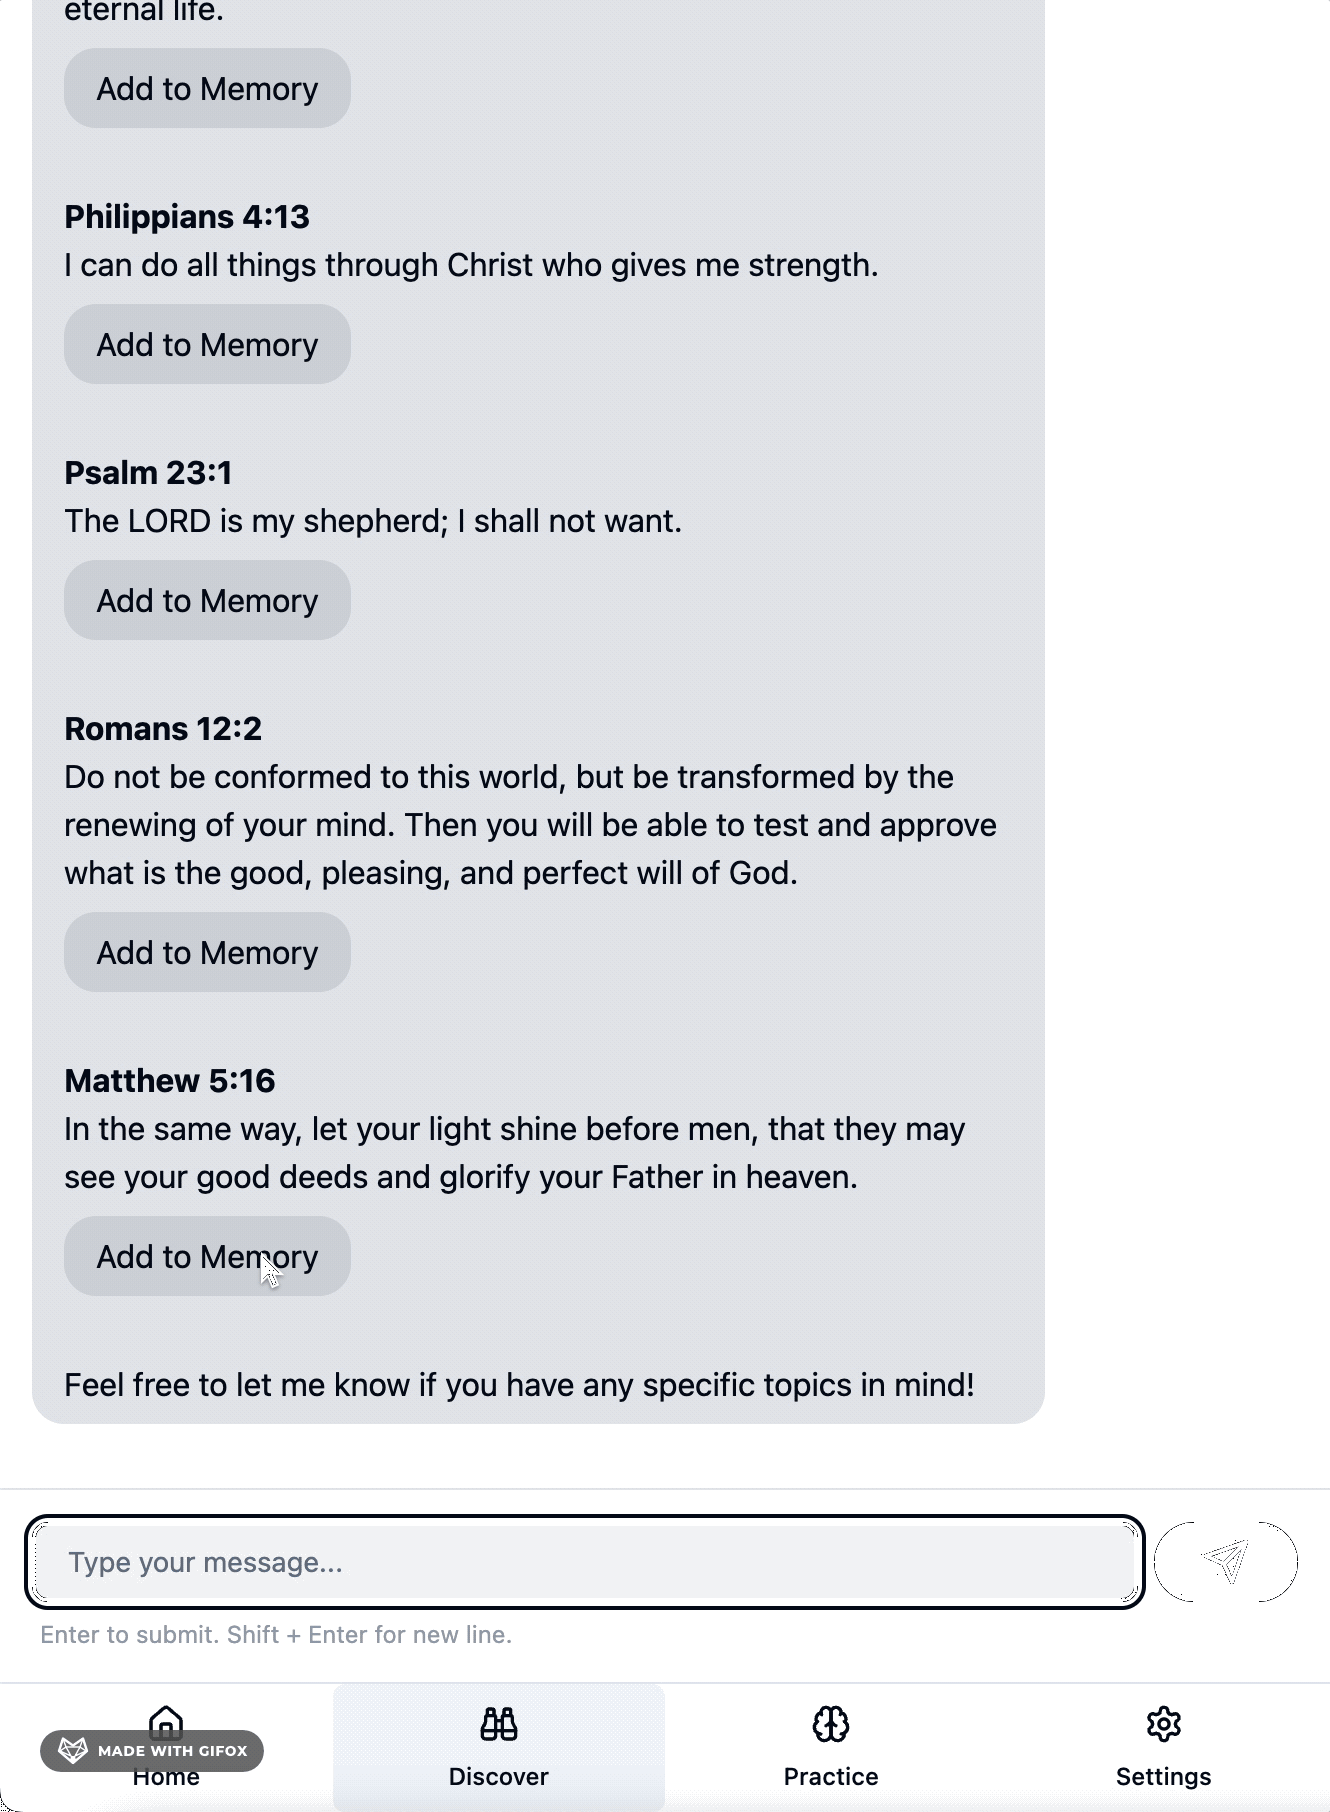 eternal life.
Add to Memory
Philippians 4:13
I can do all things through Christ who gives me strength.
Add to Memory
Psalm 23:1
The LORD is my shepherd; I shall not want.
Add to Memory
Romans 12:2
Do not be conformed to this world, but be transformed by the
renewing of your mind. Then you will be able to test and approve
what is the good, pleasing, and perfect will of God.
Add to Memory
Matthew 5:16
In the same way, let your light shine before men, that they may
see your good deeds and glorify your Father in heaven.
Add to Memory
Feel free to let me know if you have any specific topics in mind!
Type your message...
Enter to submit. Shift + Enter for new line.
MADE WITH GIFOX
Home
Discover
Practice
Settings